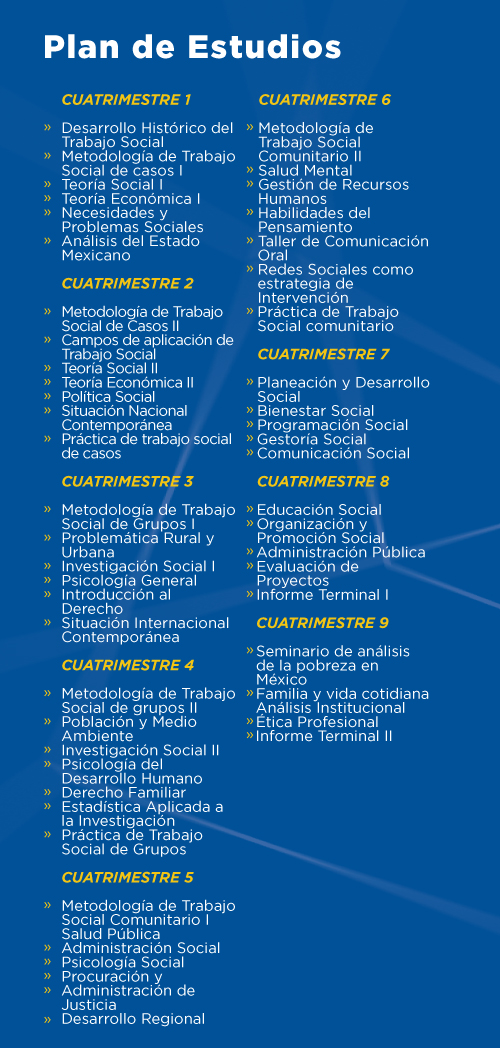 Plan de Estudios
CUATRIMESTRE 1
» Desarrollo Histórico del
Trabajo Social
» Metodología de Trabajo
Social de casos I
» Teoría Social I
» Teoría Económica I
» Necesidades y
Problemas Sociales
» Análisis del Estado
Mexicano
CUATRIMESTRE 2
» Metodología de Trabajo
Social de Casos II
» Campos de aplicación de
Trabajo Social
» Teoría Social II
» Teoría Económica II
» Política Social
» Situación Nacional
Contemporánea
» Práctica de trabajo social
de casos
CUATRIMESTRE 3
» Metodología de Trabajo
Social de Grupos I
» Problemática Rural y
Urbana
» Investigación Social I
» Psicología General
» Introducción al
Derecho
» Situación Internacional
Contemporánea
CUATRIMESTRE 4
» Metodología de Trabajo
Social de grupos II
» Población y Medio
Ambiente
» Investigación Social II
» Psicología del
Desarrollo Humano
» Derecho Familiar
» Estadística Aplicada a
la Investigación
» Práctica de Trabajo
Social de Grupos
CUATRIMESTRE 5
» Metodología de Trabajo
Social Comunitario I
Salud Pública
» Administración Social
» Psicología Social
» Procuración y
» Administración de
Justicia
» Desarrollo Regional
CUATRIMESTRE 6
» Metodología de
Trabajo Social
Comunitario II
» Salud Mental
» Gestión de Recursos
Humanos
» Habilidades del
Pensamiento
» Taller de Comunicación
Oral
» Redes Sociales como
estrategia de
Intervención
» Práctica de Trabajo
Social comunitario
CUATRIMESTRE 7
» Planeación y Desarrollo
Social
» Bienestar Social
» Programación Social
» Gestoría Social
» Comunicación Social
CUATRIMESTRE 8
» Educación Social
» Organización y
Promoción Social
» Administración Pública
» Evaluación de
Proyectos
» Informe Terminal I
CUATRIMESTRE 9
» Seminario de análisis
de la pobreza en
México
» Familia y vida cotidiana
Análisis Institucional
» Ética Profesional
» Informe Terminal II